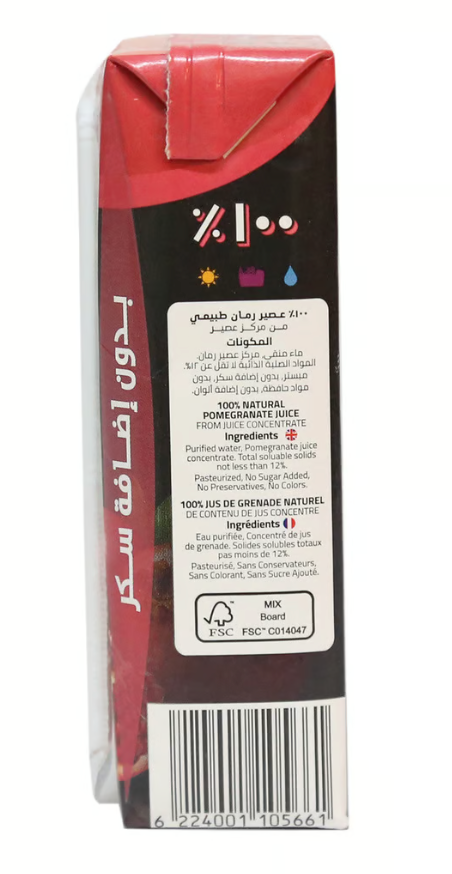 ٪١٠٠
بدون إضافة سكر
١٠٠٪ عصير رمان طبيعي
مـن مركـز عصيـر
المكونات
ماء منقى، مركز عصير رمان.
المواد الصلبة الذائبة لا تقل عن ١٢٪.
مبستر، بدون إضافة سكر، بدون
مواد حافظة، بدون إضافة ألوان.
100% NATURAL
POMEGRANATE JUICE
FROM JUICE CONCENTRATE
Ingredients
Purified water, Pomegranate juice
concentrate. Total soluable solids
not less than 12%.
Pasteurized, No Sugar Added,
No Preservatives, No Colors.
100% JUS DE GRENADE NATUREL
DE CONTENU DE JUS CONCENTRE
Ingrédients
Eau purifiée, Concentré de jus
de grenade. Solides solubles totaux
pas moins de 12%.
Pasteurisé, Sans Conservateurs,
Sans Colorant, Sans Sucre Ajouté.
MIX
Board
FSC FSC™ C014047
6 224001 105661